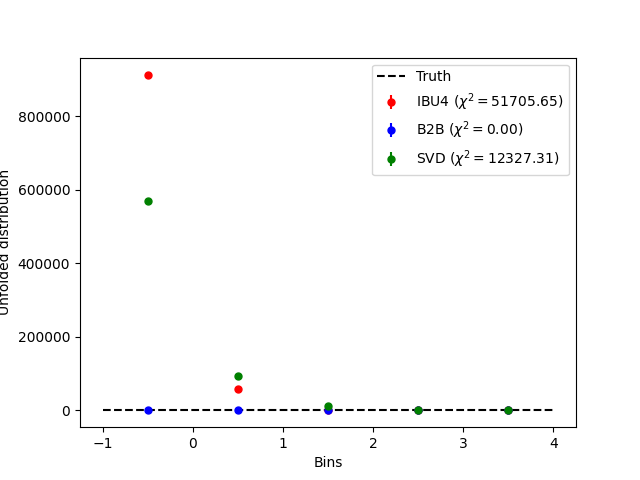 Truth
IBU4 (χ² = 51705.65)
B2B (χ² = 0.00)
SVD (χ² = 12327.31)
800000
600000
400000
200000
0
Unfolded distribution
−1 0 1 2 3 4
Bins